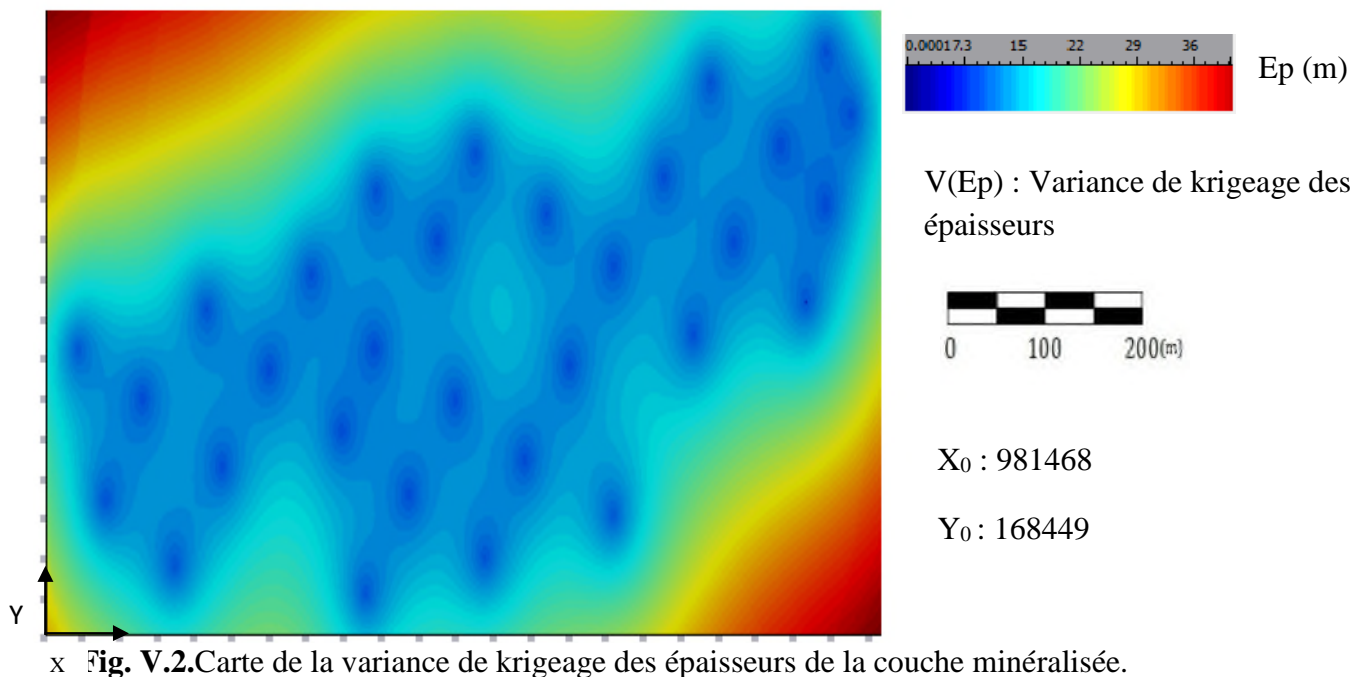 0.00017.3 15 22 29 36
Ep (m)
V(Ep) : Variance de krigeage des
épaisseurs
0 100 200(m)
X0 : 981468
Y0 : 168449
Y
x Fig. V.2.Carte de la variance de krigeage des épaisseurs de la couche minéralisée.